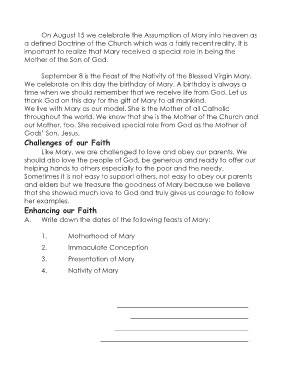 On August 15 we celebrate the Assumption of Mary into heaven as
a defined Doctrine of the Church which was a fairly recent reality. It is
important to realize that Mary received a special role in being the
Mother of the Son of God.
September 8 is the Feast of the Nativity of the Blessed Virgin Mary.
We celebrate on this day the birthday of Mary. A birthday is always a
time when we should remember that we receive life from God. Let us
thank God on this day for the gift of Mary to all mankind.
We live with Mary as our model. She is the Mother of all Catholic
throughout the world. We know that she is the Mother of the Church and
our Mother, too. She received special role from God as the Mother of
Gods' Son, Jesus.
Challenges of our Faith
Like Mary, we are challenged to love and obey our parents. We
should also love the people of God, be generous and ready to offer our
helping hands to others especially to the poor and the needy.
Sometimes it is not easy to support others, not easy to obey our parents
and elders but we treasure the goodness of Mary because we believe
that she showed much love to God and truly gives us courage to follow
her examples.
Enhancing our Faith
A. Write down the dates of the following feasts of Mary:
1. Motherhood of Mary
2. Immaculate Conception
3. Presentation of Mary
4. Nativity of Mary